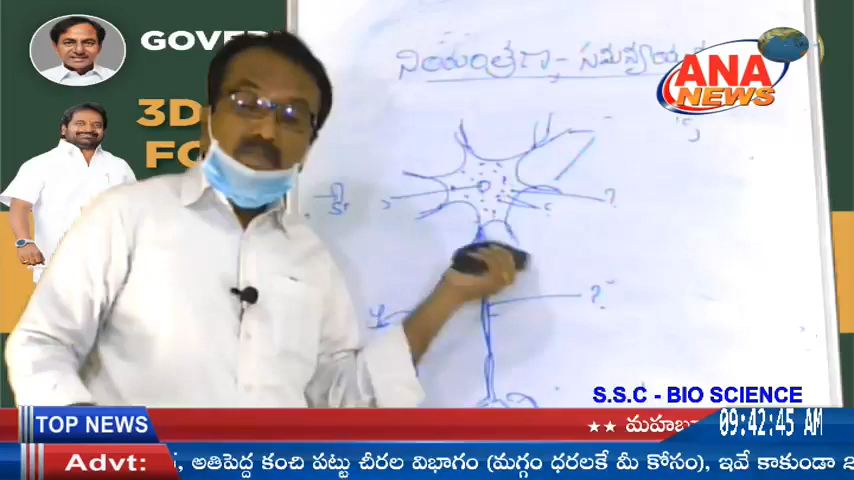 GOVER
3D
FO
నియంత్రణ - సమన్వయ
ANA
NEWS
?
?
S.S.C - BIO SCIENCE
TOP NEWS
★★ మహబూ
09:42:45 AM
Advt:
, అతిపెద్ద కంచి పట్టు చీరల విభాగం (మగ్గం ధరలకే మీ కోసం), ఇవే కాకుండా 2